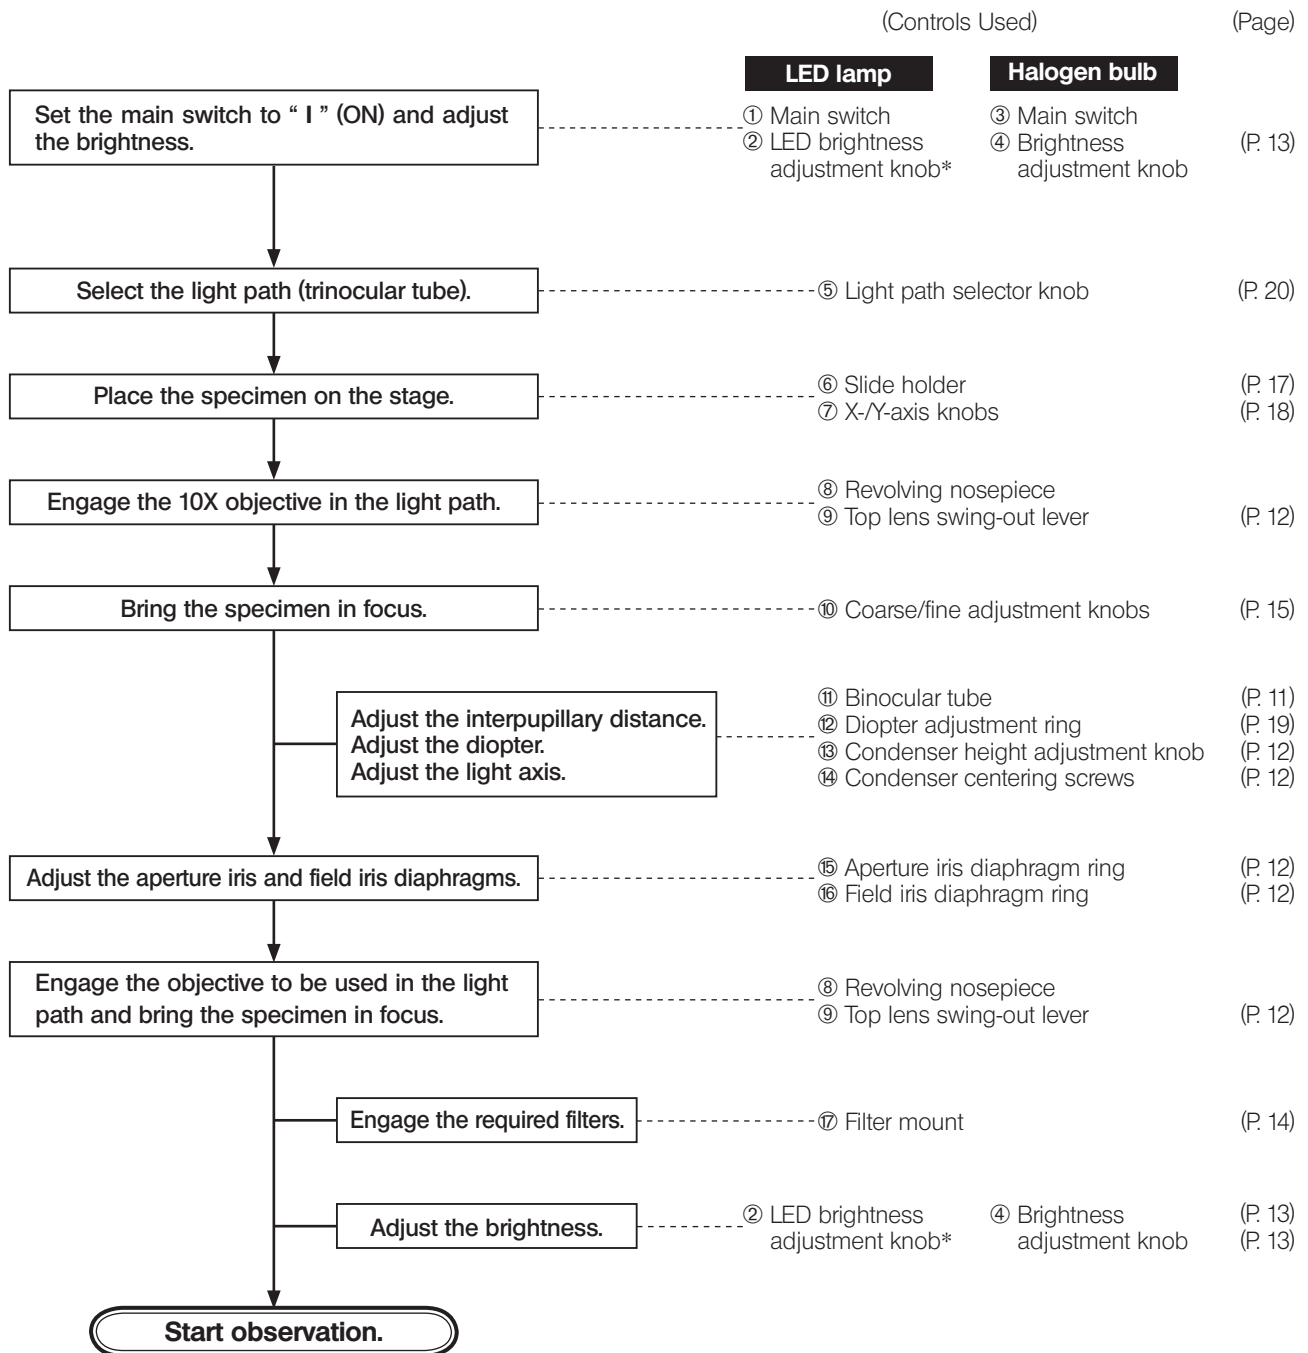 (Controls Used) (Page)
LED lamp Halogen bulb
Set the main switch to “ I ” (ON) and adjust
the brightness.
① Main switch ③ Main switch
② LED brightness ④ Brightness (P. 13)
adjustment knob* adjustment knob
Select the light path (trinocular tube). ⑤ Light path selector knob (P. 20)
Place the specimen on the stage.
⑥ Slide holder (P. 17)
⑦ X-/Y-axis knobs (P. 18)
Engage the 10X objective in the light path.
⑧ Revolving nosepiece
⑨ Top lens swing-out lever (P. 12)
Bring the specimen in focus. ⑩ Coarse/fine adjustment knobs (P. 15)
Adjust the interpupillary distance.
Adjust the diopter.
Adjust the light axis.
⑪ Binocular tube (P. 11)
⑫ Diopter adjustment ring (P. 19)
⑬ Condenser height adjustment knob (P. 12)
⑭ Condenser centering screws (P. 12)
Adjust the aperture iris and field iris diaphragms.
⑮ Aperture iris diaphragm ring (P. 12)
⑯ Field iris diaphragm ring (P. 12)
Engage the objective to be used in the light
path and bring the specimen in focus.
⑧ Revolving nosepiece
⑨ Top lens swing-out lever (P. 12)
Engage the required filters. ⑰ Filter mount (P. 14)
Adjust the brightness.
② LED brightness ④ Brightness (P. 13)
adjustment knob* adjustment knob (P. 13)
Start observation.